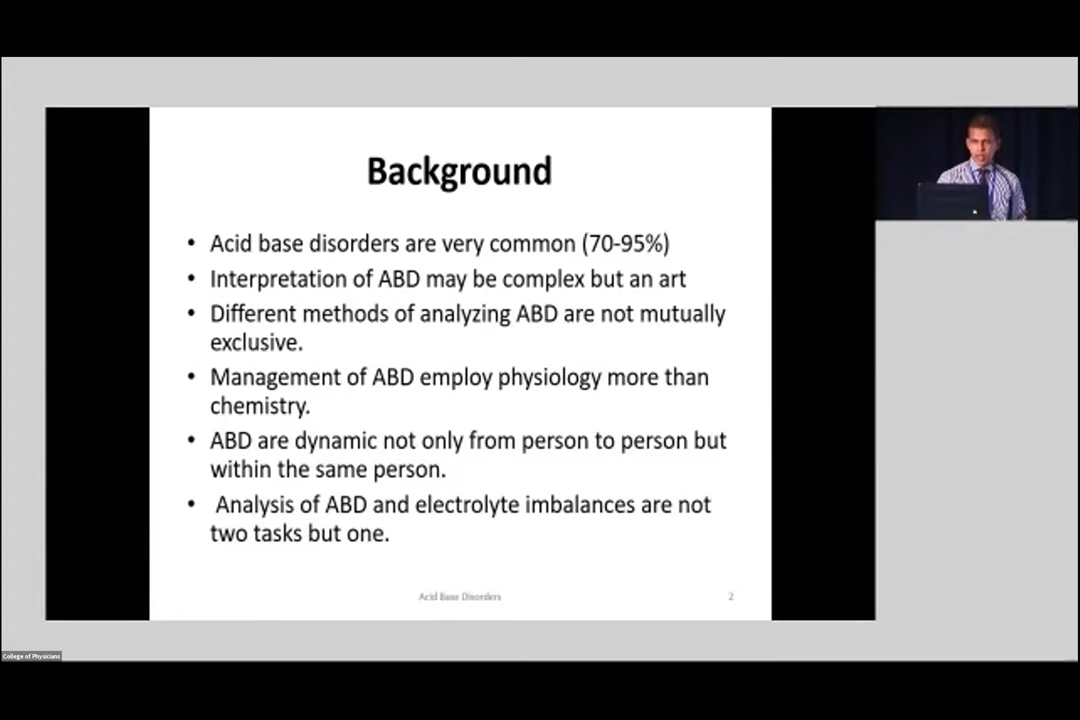 Background
• Acid base disorders are very common (70-95%)
• Interpretation of ABD may be complex but an art
• Different methods of analyzing ABD are not mutually
exclusive.
• Management of ABD employ physiology more than
chemistry.
• ABD are dynamic not only from person to person but
within the same person.
• Analysis of ABD and electrolyte imbalances are not
two tasks but one.
Acid Base Disorders
2
College of Physicians